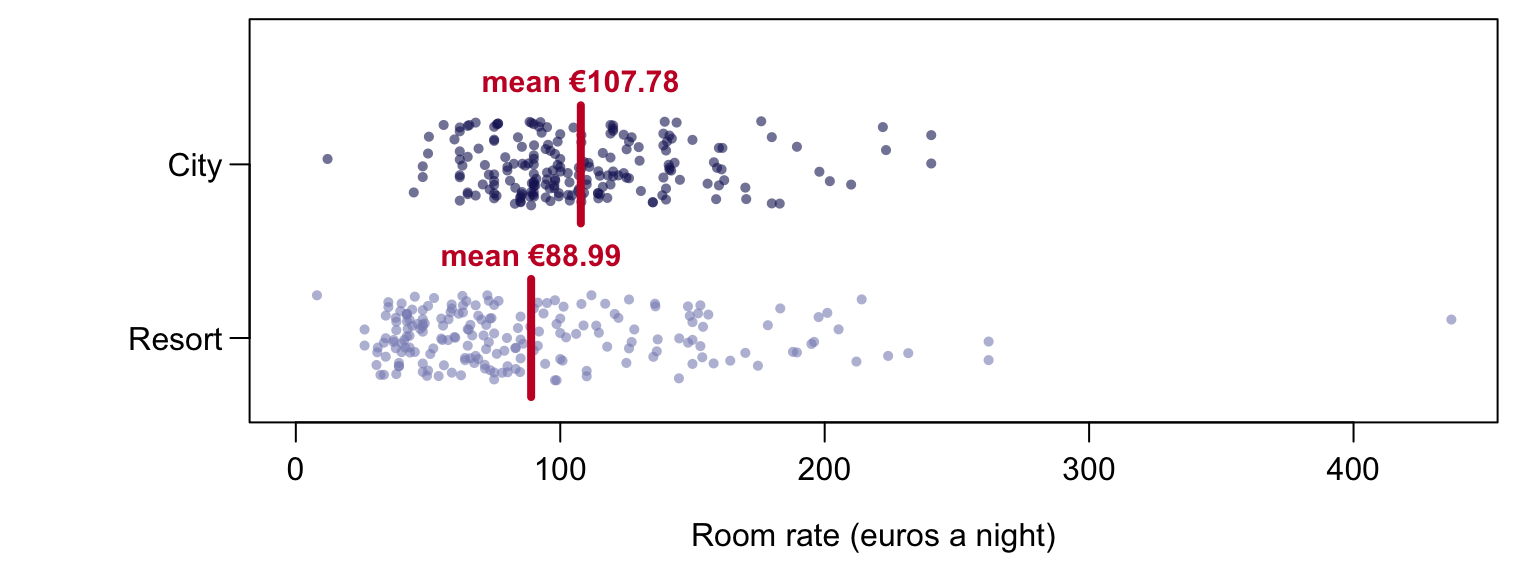 mean €107.78
City
mean €88.99
Resort
0 100 200 300 400
Room rate (euros a night)